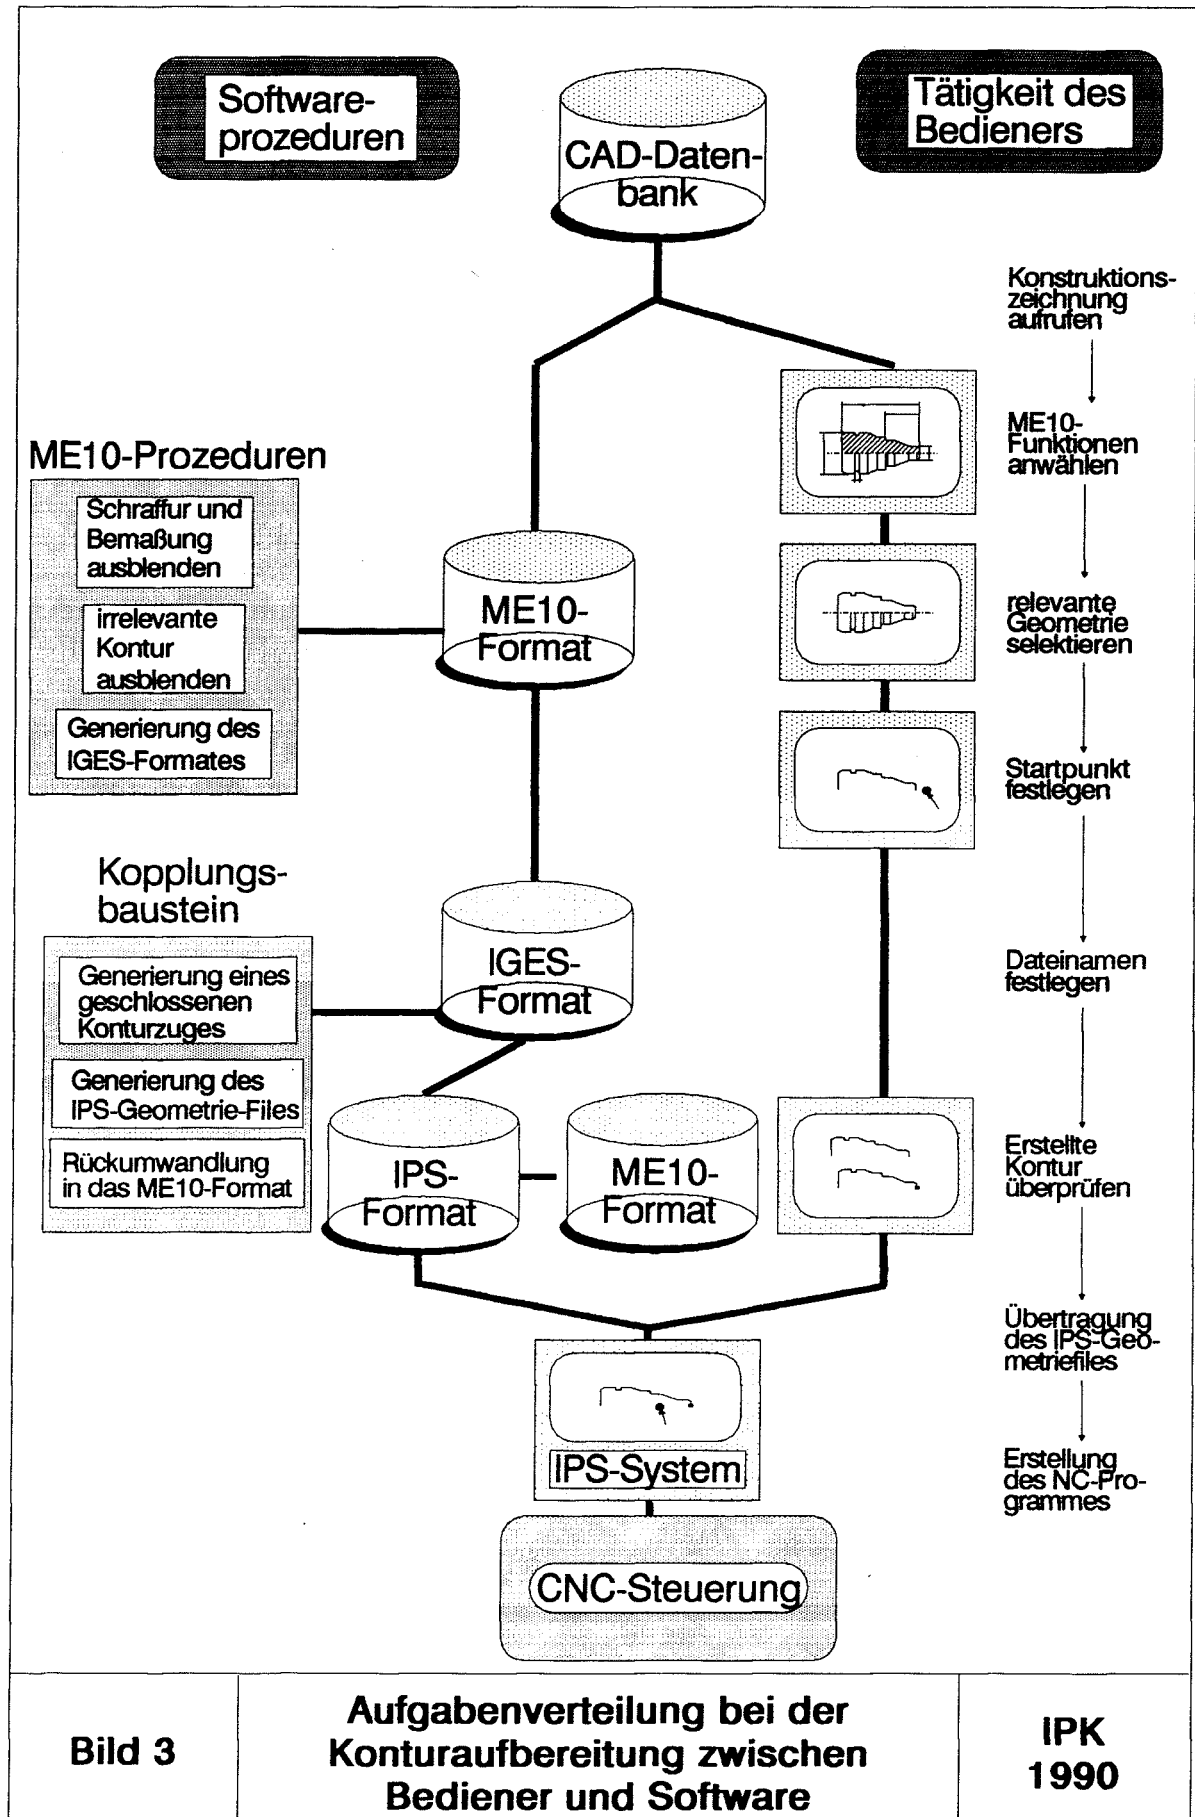 Software-
prozeduren
CAD-Daten-
bank
Tätigkeit des
Bedieners
Konstruktions-
zeichnung
aufrufen
ME10-
Funktionen
anwählen
relevante
Geometrie
selektieren
Startpunkt
festlegen
Dateinamen
festlegen
Erstellte
Kontur
überprüfen
Übertragung
des IPS-Geo-
metriefiles
Erstellung
des NC-Pro-
grammes
ME10-Prozeduren
Schraffur und
Bemaßung
ausblenden
irrelevante
Kontur
ausblenden
Generierung des
IGES-Formates
ME10-
Format
Kopplungs-
baustein
Generierung eines
geschlossenen
Konturzuges
Generierung des
IPS-Geometrie-Files
Rückumwandlung
in das ME10-Format
IGES-
Format
IPS-
Format
ME10-
Format
IPS-System
CNC-Steuerung
Bild 3
Aufgabenverteilung bei der
Konturaufbereitung zwischen
Bediener und Software
IPK
1990